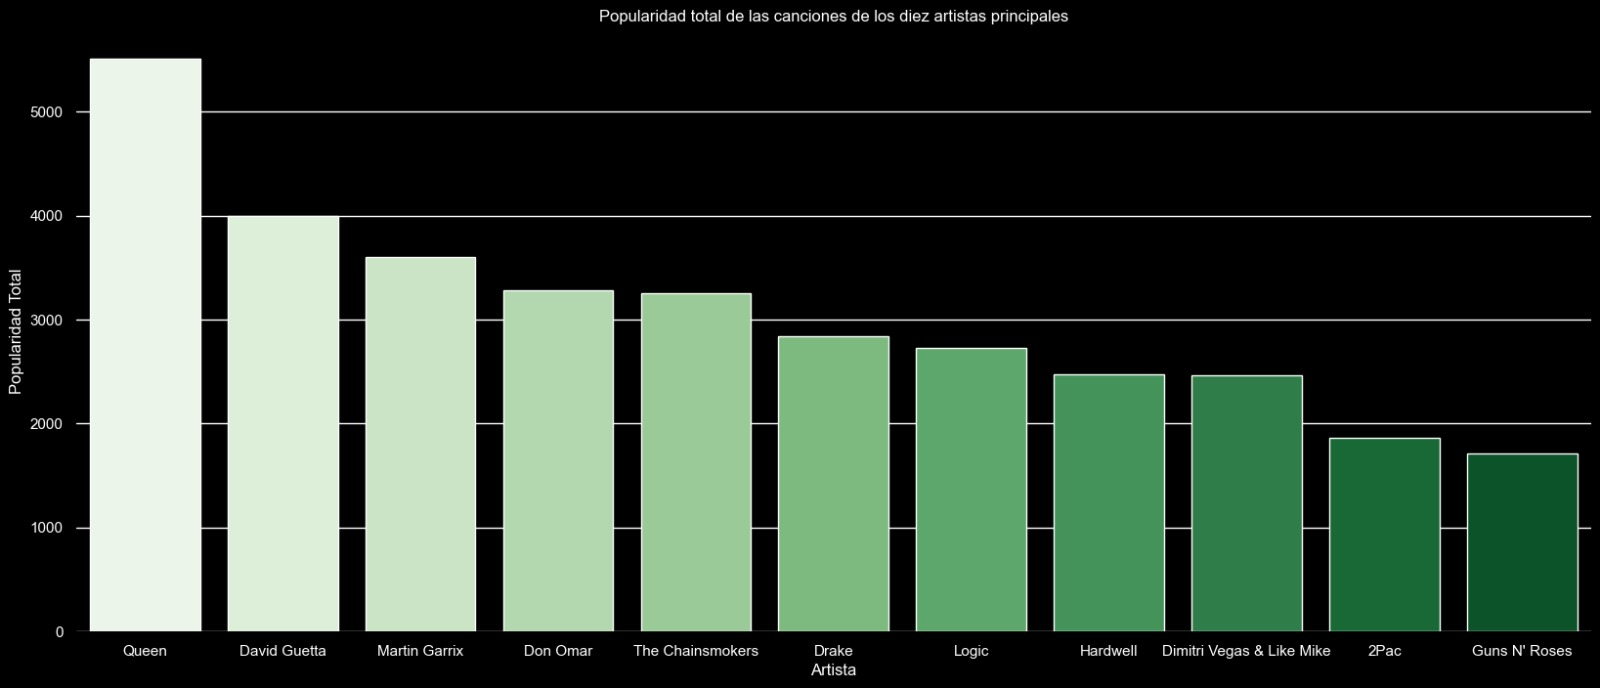 Popularidad total de las canciones de los diez artistas principales
Popularidad Total
5000
4000
3000
2000
1000
0
Queen David Guetta Martin Garrix Don Omar The Chainsmokers Drake Logic Hardwell Dimitri Vegas & Like Mike 2Pac Guns N' Roses
Artista